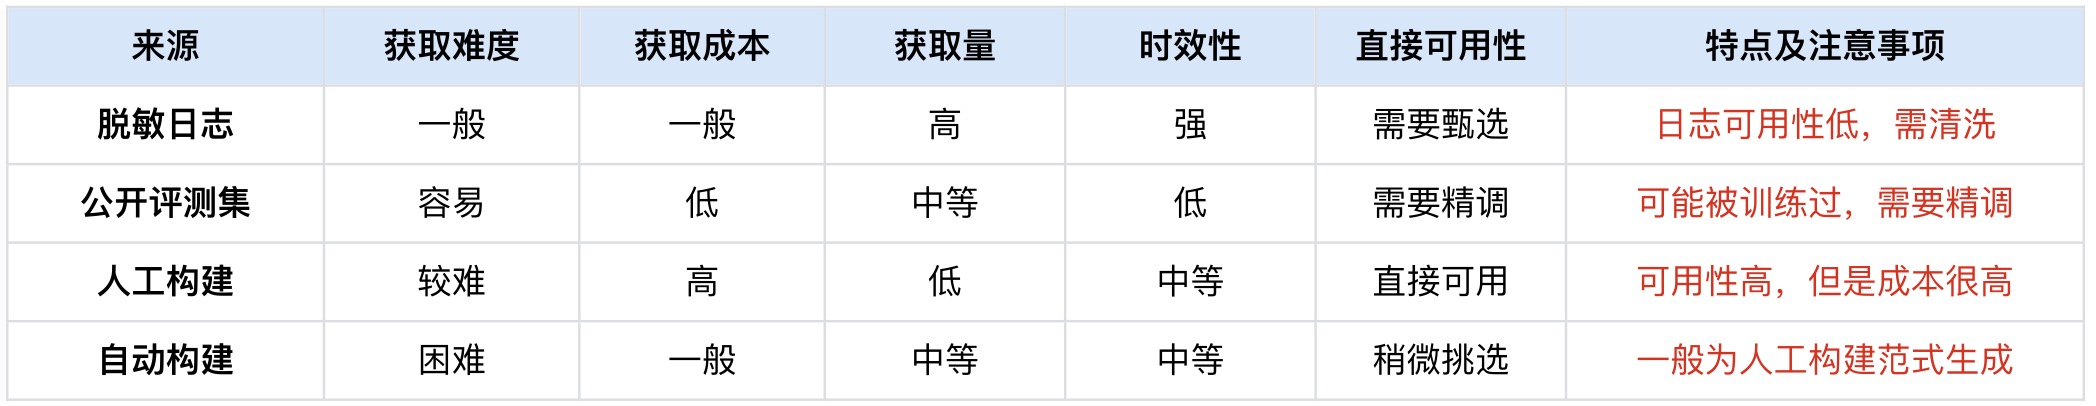 来源 获取难度 获取成本 获取量 时效性 直接可用性 特点及注意事项
脱敏日志 一般 一般 高 强 需要甄选 日志可用性低，需清洗
公开评测集 容易 低 中等 低 需要精调 可能被训练过，需要精调
人工构建 较难 高 低 中等 直接可用 可用性高，但是成本很高
自动构建 困难 一般 中等 中等 稍微挑选 一般为人工构建范式生成